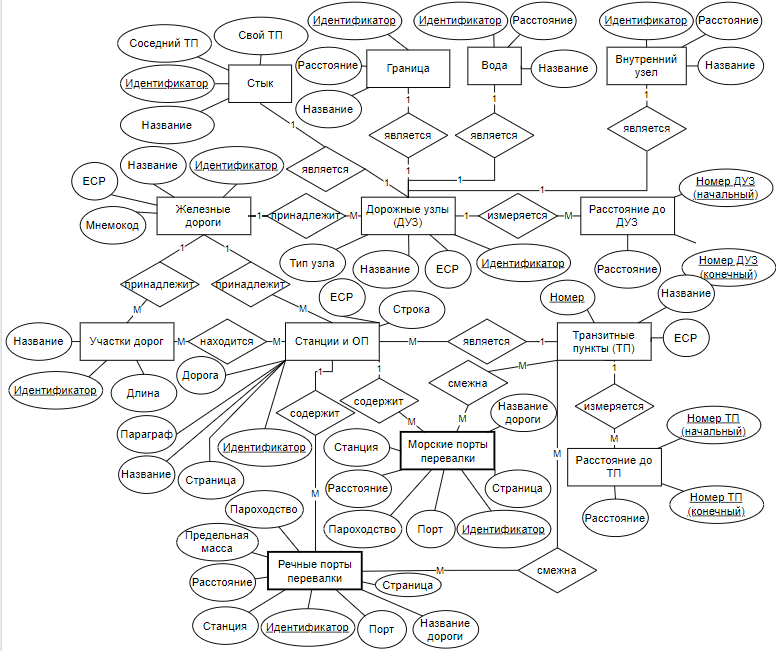 Идентификатор
Идентификатор
Расстояние
Идентификатор
Расстояние
Соседний ТП
Свой ТП
Расстояние
Граница
Вода
Название
Внутренний
узел
Название
Идентификатор
Стык
Название
Название
1
1
1
1
является
является
является
Название
Идентификатор
является
ЕСР
1
1
1
1
Номер ДУЗ
(начальный)
Мнемокод
Железные
дороги
1
принадлежит
М
Дорожные узлы
(ДУЗ)
1
измеряется
М
Расстояние до
ДУЗ
1
1
Тип узла
Название
ЕСР
Идентификатор
Расстояние
Номер ДУЗ
(конечный)
принадлежит
принадлежит
ЕСР
Строка
Номер
Название
М
М
Название
Участки дорог
М
находится
М
Станции и ОП
М
является
1
Транзитные
пункты (ТП)
ЕСР
Дорога
1
1
М
1
Идентификатор
Длина
смежна
содержит
содержит
М
М
измеряется
Название
дороги
Параграф
Идентификатор
Станция
Морские порты
перевалки
М
Номер ТП
(начальный)
Название
Страница
Расстояние
Страница
М
Расстояние до
ТП
М
Пароходство
Пароходство
Порт
Идентификатор
Расстояние
Номер ТП
(конечный)
Предельная
масса
Речные порты
перевалки
М
смежна
Расстояние
Страница
Станция
Идентификатор
Порт
Название
дороги